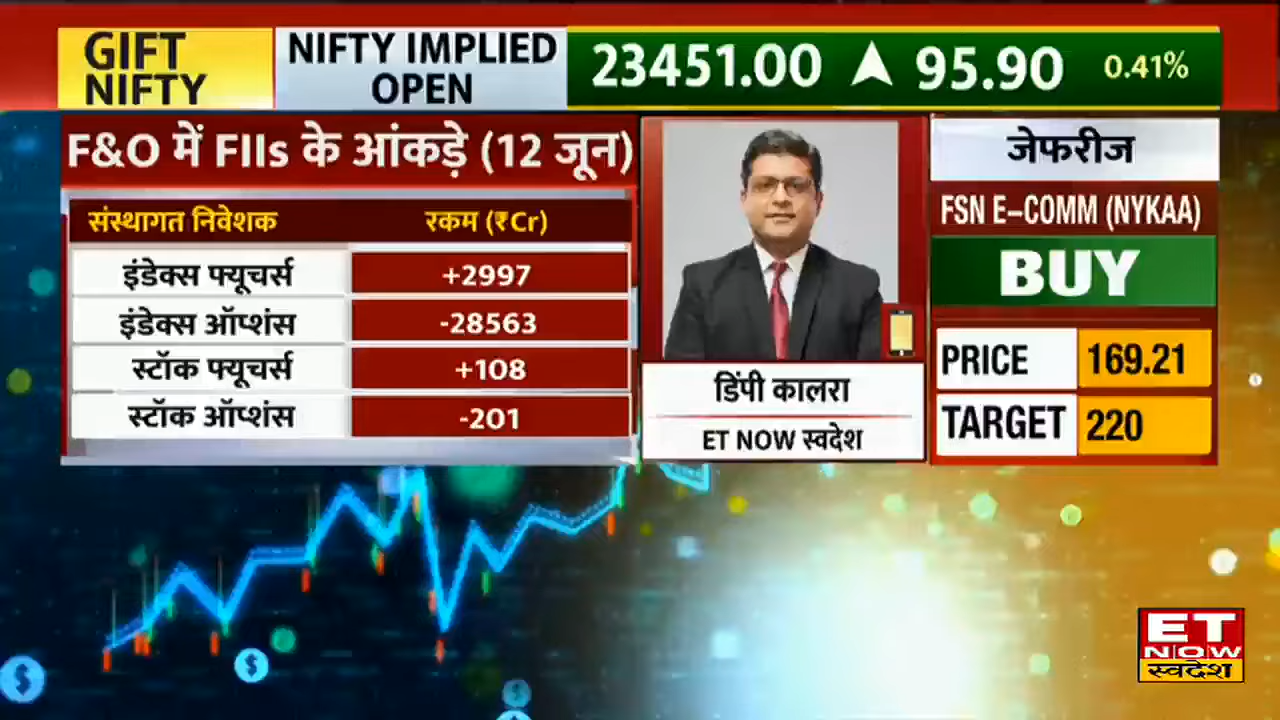 GIFT
NIFTY
NIFTY IMPLIED
OPEN
23451.00 95.90 0.41%
F&O में FIIs के आंकड़े (12 जून)
संस्थागत निवेशक रकम (₹Cr)
इंडेक्स फ्यूचर्स +2997
इंडेक्स ऑप्शंस -28563
स्टॉक फ्यूचर्स +108
स्टॉक ऑप्शंस -201
डिंपी कालरा
ET NOW स्वदेश
जेफरीज
FSN E-COMM (NYKAA)
BUY
PRICE 169.21
TARGET 220
ET
NOW
स्वदेश